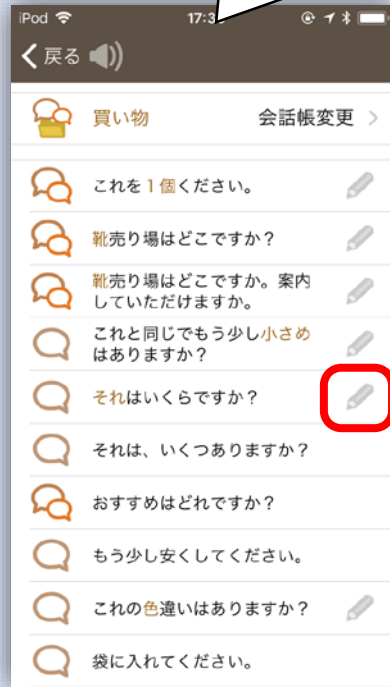 iPod 17:3
戻る
買い物 会話帳変更
これを1個ください。
靴売り場はどこですか？
靴売り場はどこですか。案内
していただけますか。
これと同じでもう少し小さめ
はありますか？
それはいくらですか？
それは、いくつありますか？
おすすめはどれですか？
もう少し安くしてください。
これの色違いはありますか？
袋に入れてください。